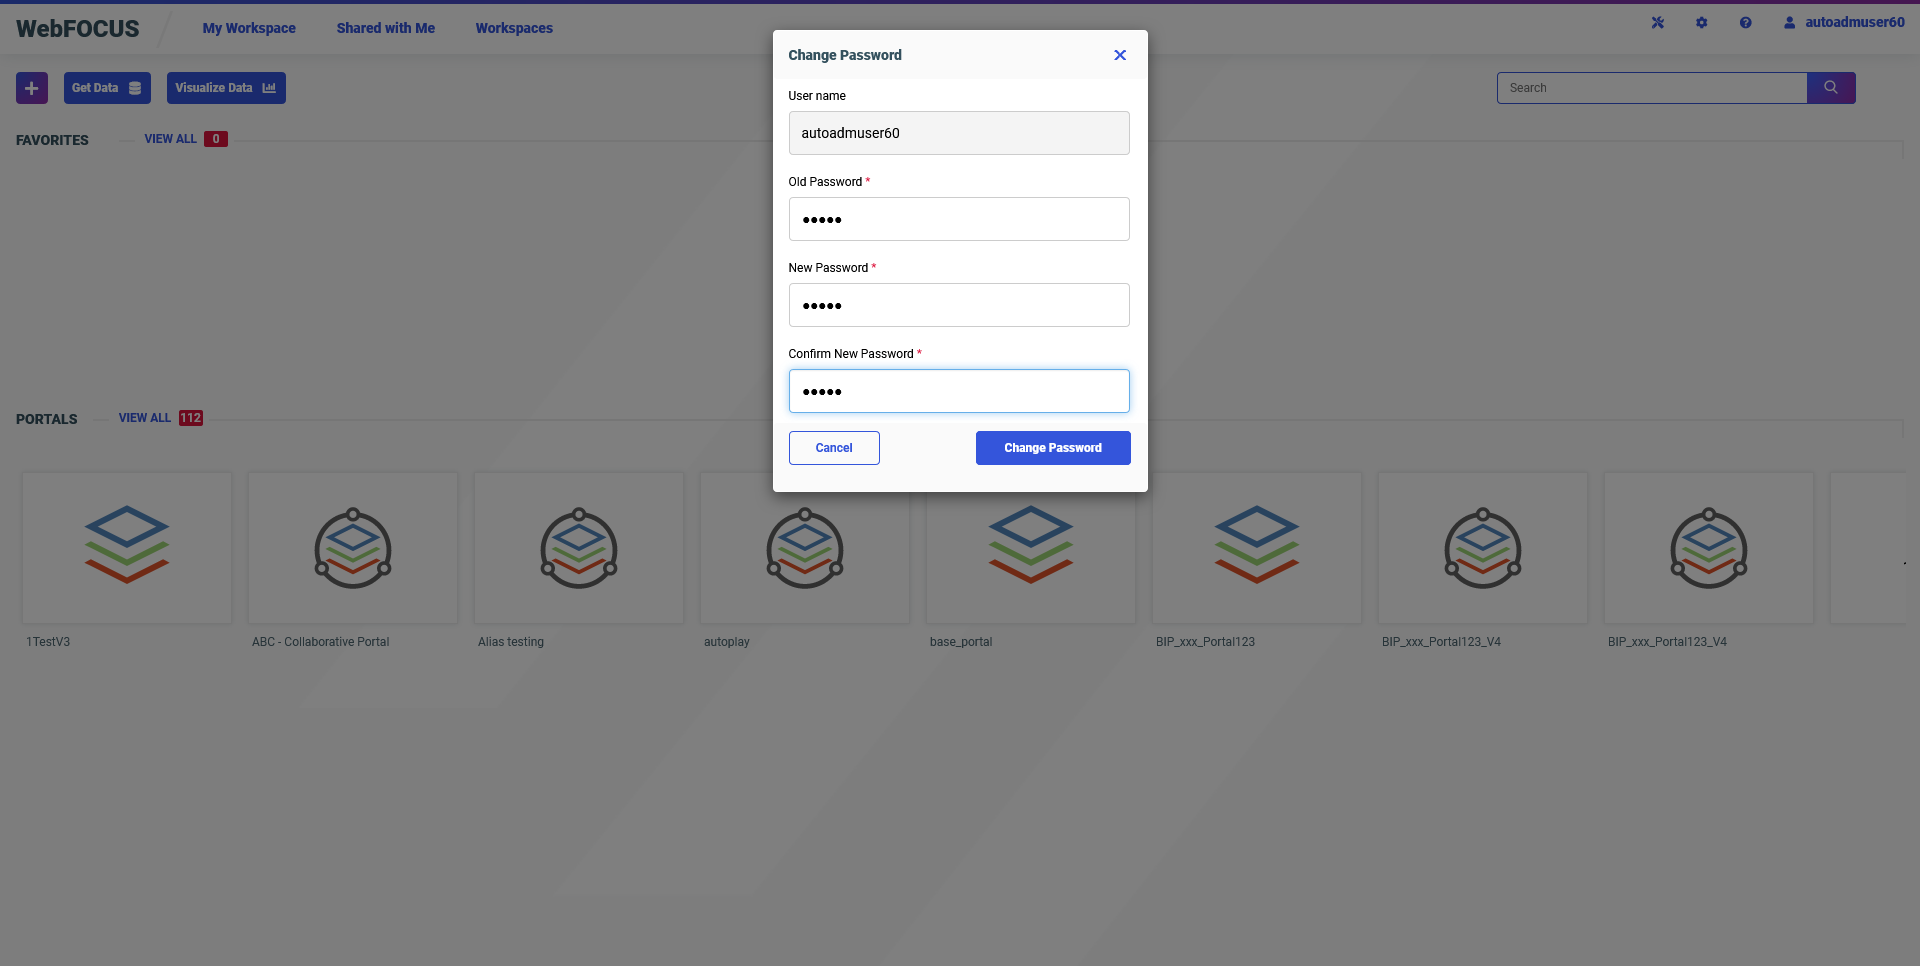 WebFOCUS
My Workspace
Shared with Me
Workspaces
autoadmuser60
Get Data
Visualize Data
Search
FAVORITES
VIEW ALL 0
Change Password
User name
autoadmuser60
Old Password *
•••••
New Password *
•••••
Confirm New Password *
•••••
Cancel
Change Password
PORTALS
VIEW ALL 112
1TestV3
ABC - Collaborative Portal
Alias testing
autoplay
base_portal
BIP_xxx_Portal123
BIP_xxx_Portal123_V4
BIP_xxx_Portal123_V4